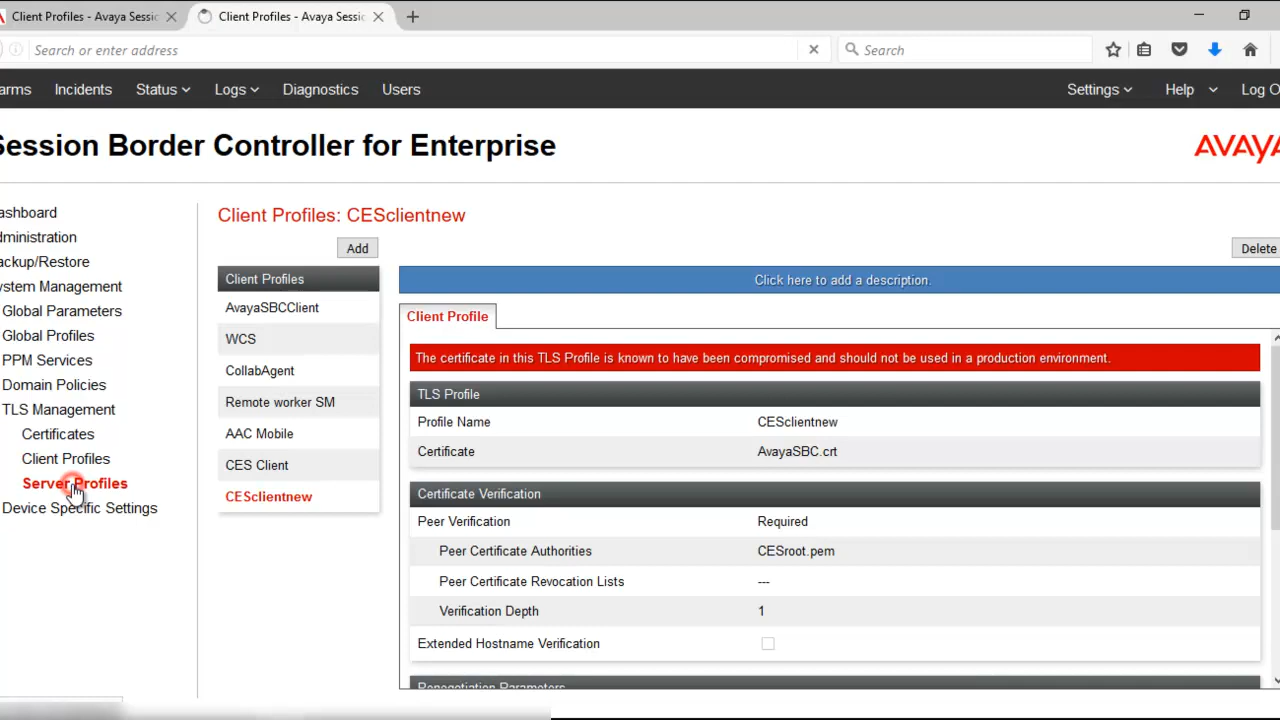 Client Profiles - Avaya Sessic
Client Profiles - Avaya Sessic
Search or enter address
Search
arms Incidents Status Logs Diagnostics Users Settings Help Log O
Session Border Controller for Enterprise
AVAYA
ashboard
dministration
ackup/Restore
ystem Management
Global Parameters
Global Profiles
PPM Services
Domain Policies
TLS Management
Certificates
Client Profiles
Server Profiles
Device Specific Settings
Client Profiles: CESclientnew
Add
Delete
Client Profiles
AvayaSBCClient
WCS
CollabAgent
Remote worker SM
AAC Mobile
CES Client
CESclientnew
Click here to add a description.
Client Profile
The certificate in this TLS Profile is known to have been compromised and should not be used in a production environment.
TLS Profile
Profile Name CESclientnew
Certificate AvayaSBC.crt
Certificate Verification
Peer Verification Required
Peer Certificate Authorities CESroot.pem
Peer Certificate Revocation Lists ---
Verification Depth 1
Extended Hostname Verification
Renegotiation Parameters